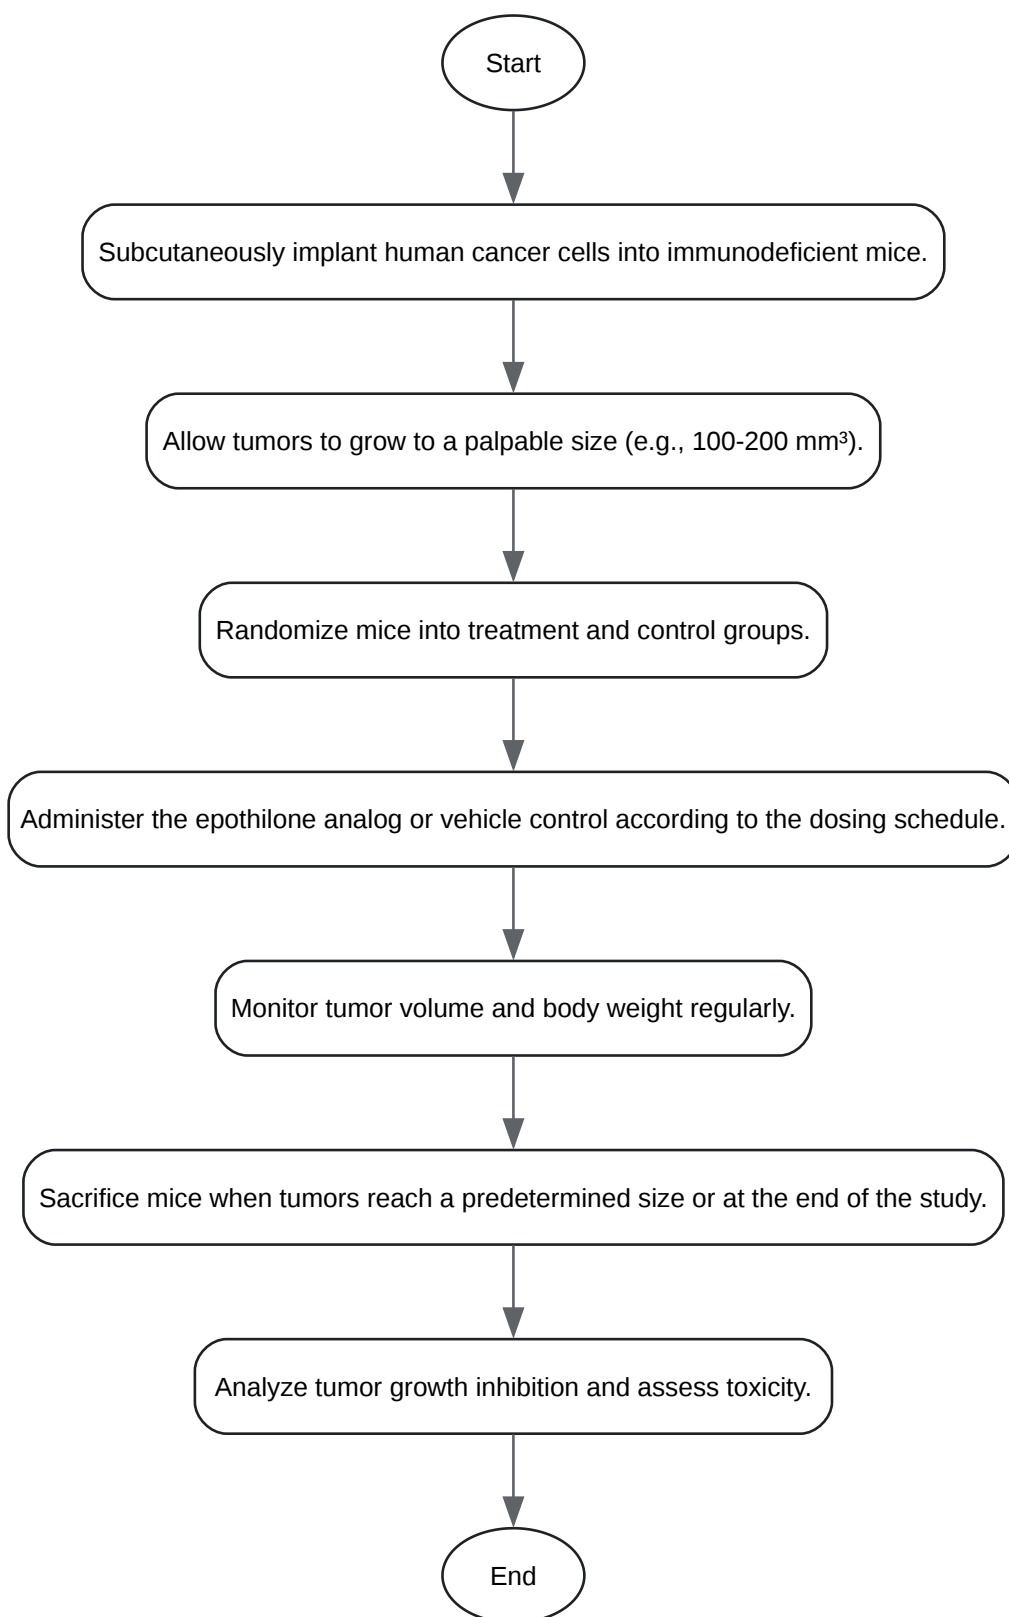 Start
Subcutaneously implant human cancer cells into immunodeficient mice.
Allow tumors to grow to a palpable size (e.g., 100-200 mm³).
Randomize mice into treatment and control groups.
Administer the epothilone analog or vehicle control according to the dosing schedule.
Monitor tumor volume and body weight regularly.
Sacrifice mice when tumors reach a predetermined size or at the end of the study.
Analyze tumor growth inhibition and assess toxicity.
End